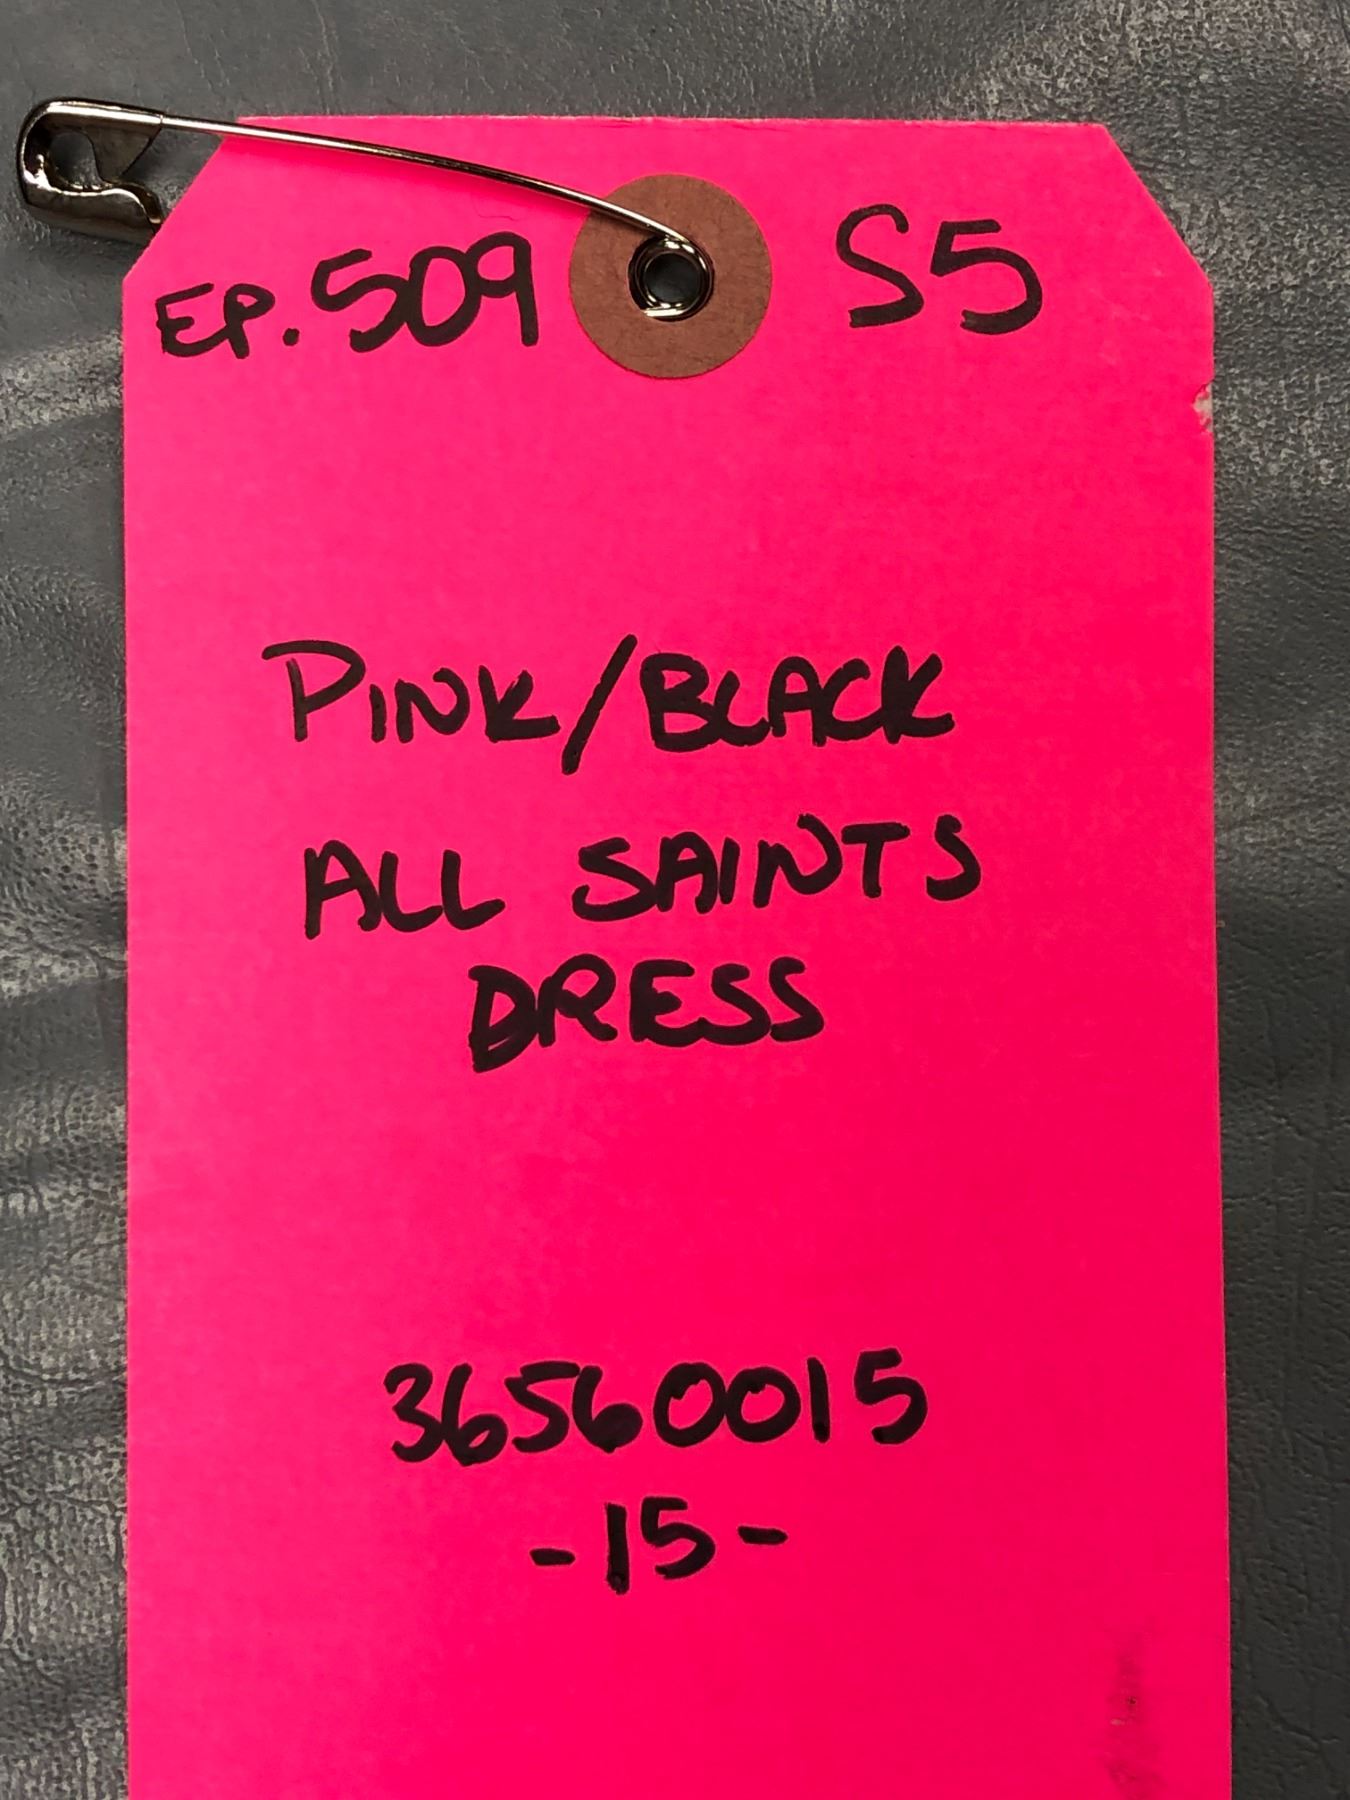 EP. 509 S5
PINK/BLACK
ALL SAINTS
DRESS
36560015
-15-